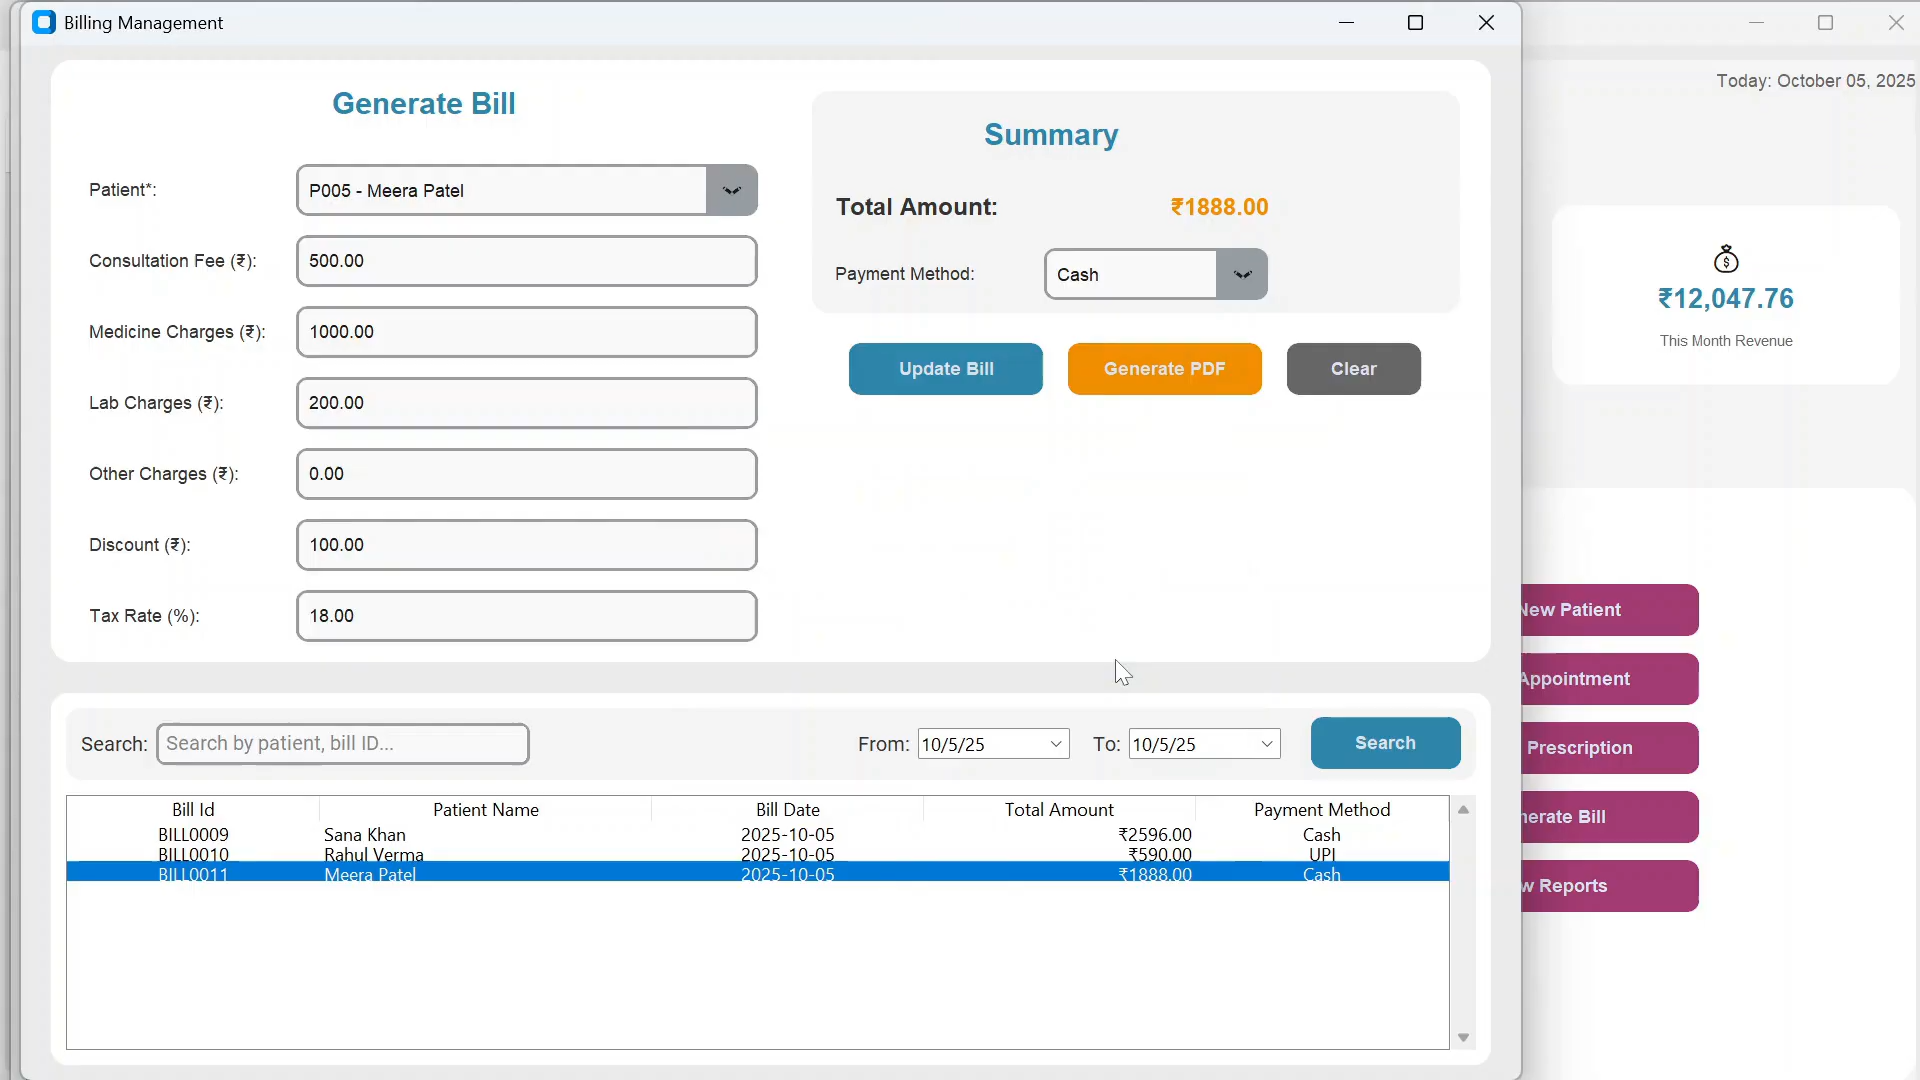 Billing Management
Generate Bill
Patient*:
P005 - Meera Patel
Consultation Fee (₹):
500.00
Medicine Charges (₹):
1000.00
Lab Charges (₹):
200.00
Other Charges (₹):
0.00
Discount (₹):
100.00
Tax Rate (%):
18.00
Summary
Total Amount:
₹1888.00
Payment Method:
Cash
Update Bill
Generate PDF
Clear
Search:
Search by patient, bill ID...
From:
10/5/25
To:
10/5/25
Search
Bill Id Patient Name Bill Date Total Amount Payment Method
BILL0009 Sana Khan 2025-10-05 ₹2596.00 Cash
BILL0010 Rahul Verma 2025-10-05 ₹590.00 UPI
BILL0011 Meera Patel 2025-10-05 ₹1888.00 Cash
Today: October 05, 2025
$
₹12,047.76
This Month Revenue
New Patient
Appointment
Prescription
nerate Bill
w Reports